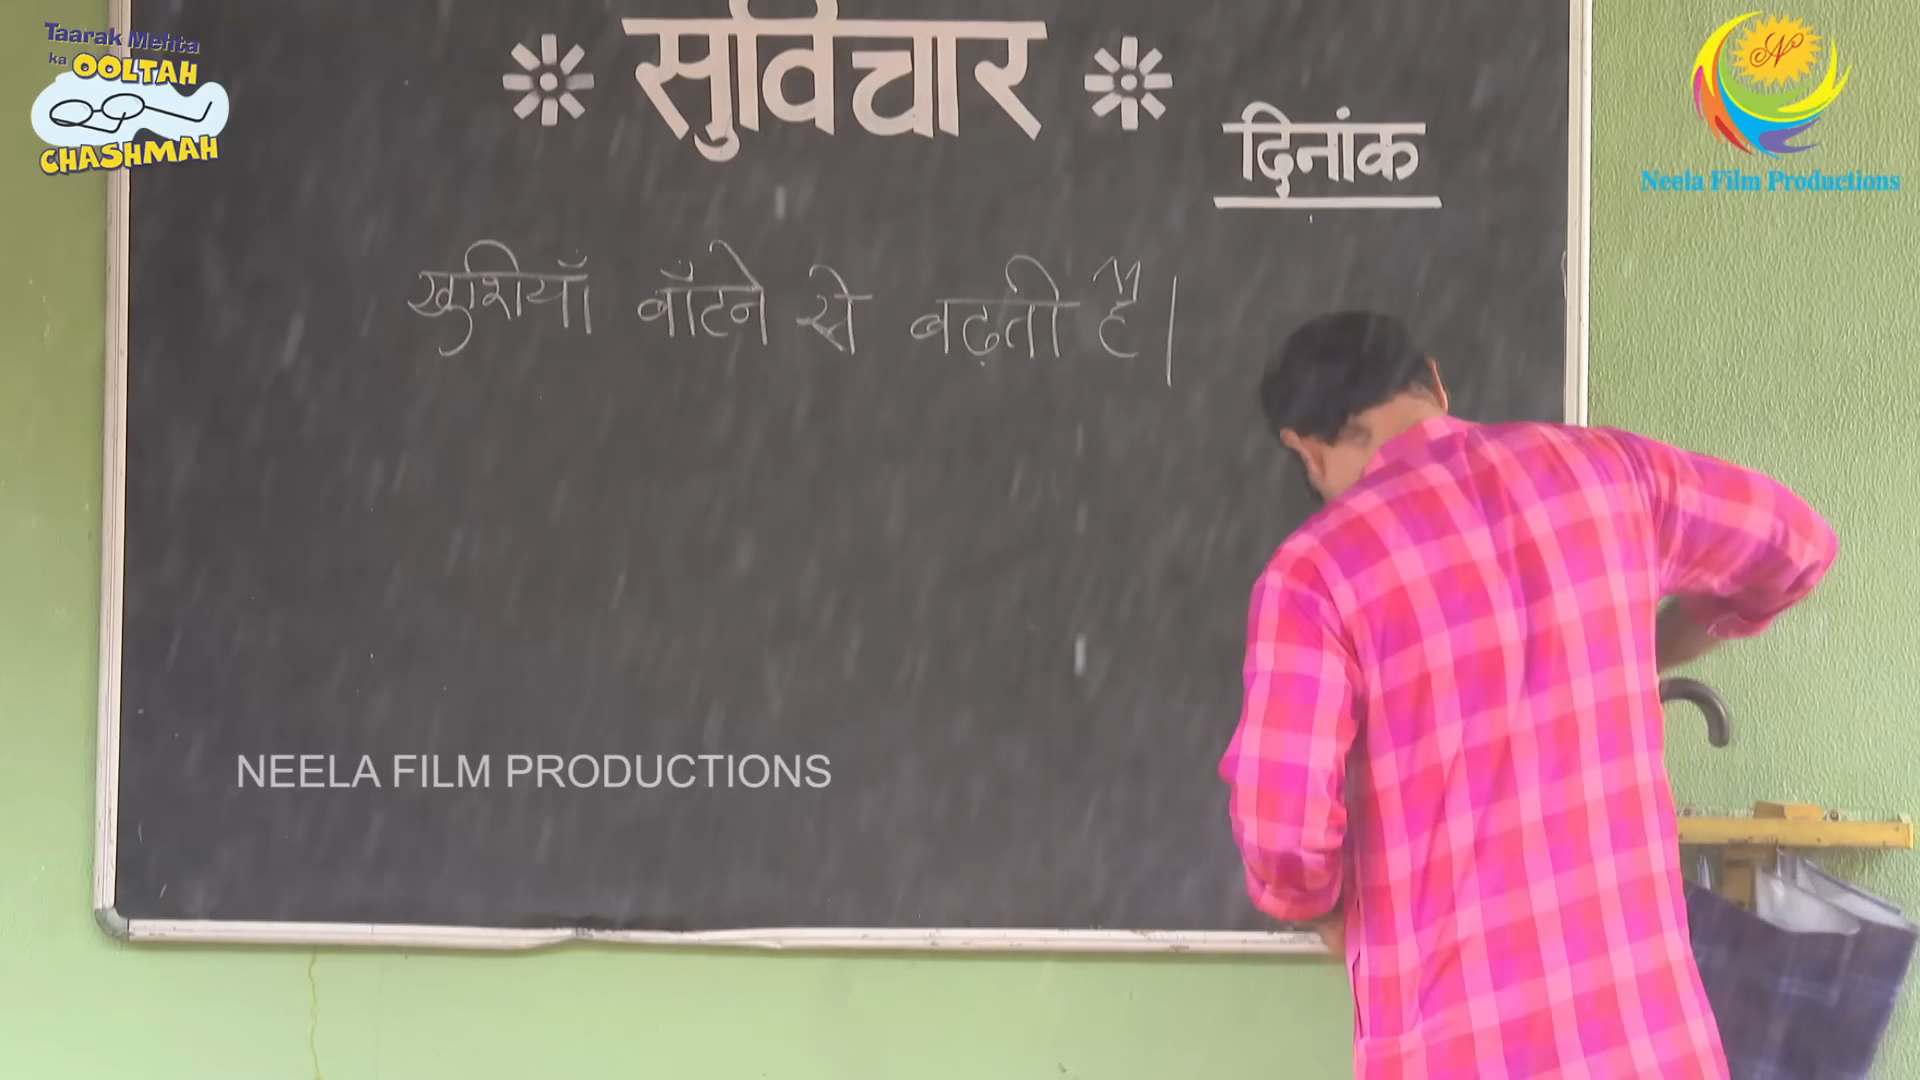 Taarak Mehta
ka OOLTAH
CHASHMAH
Neela Film Productions
सुविचार
दिनांक
खुशियाँ बाँटने से बढ़ती है।
NEELA FILM PRODUCTIONS